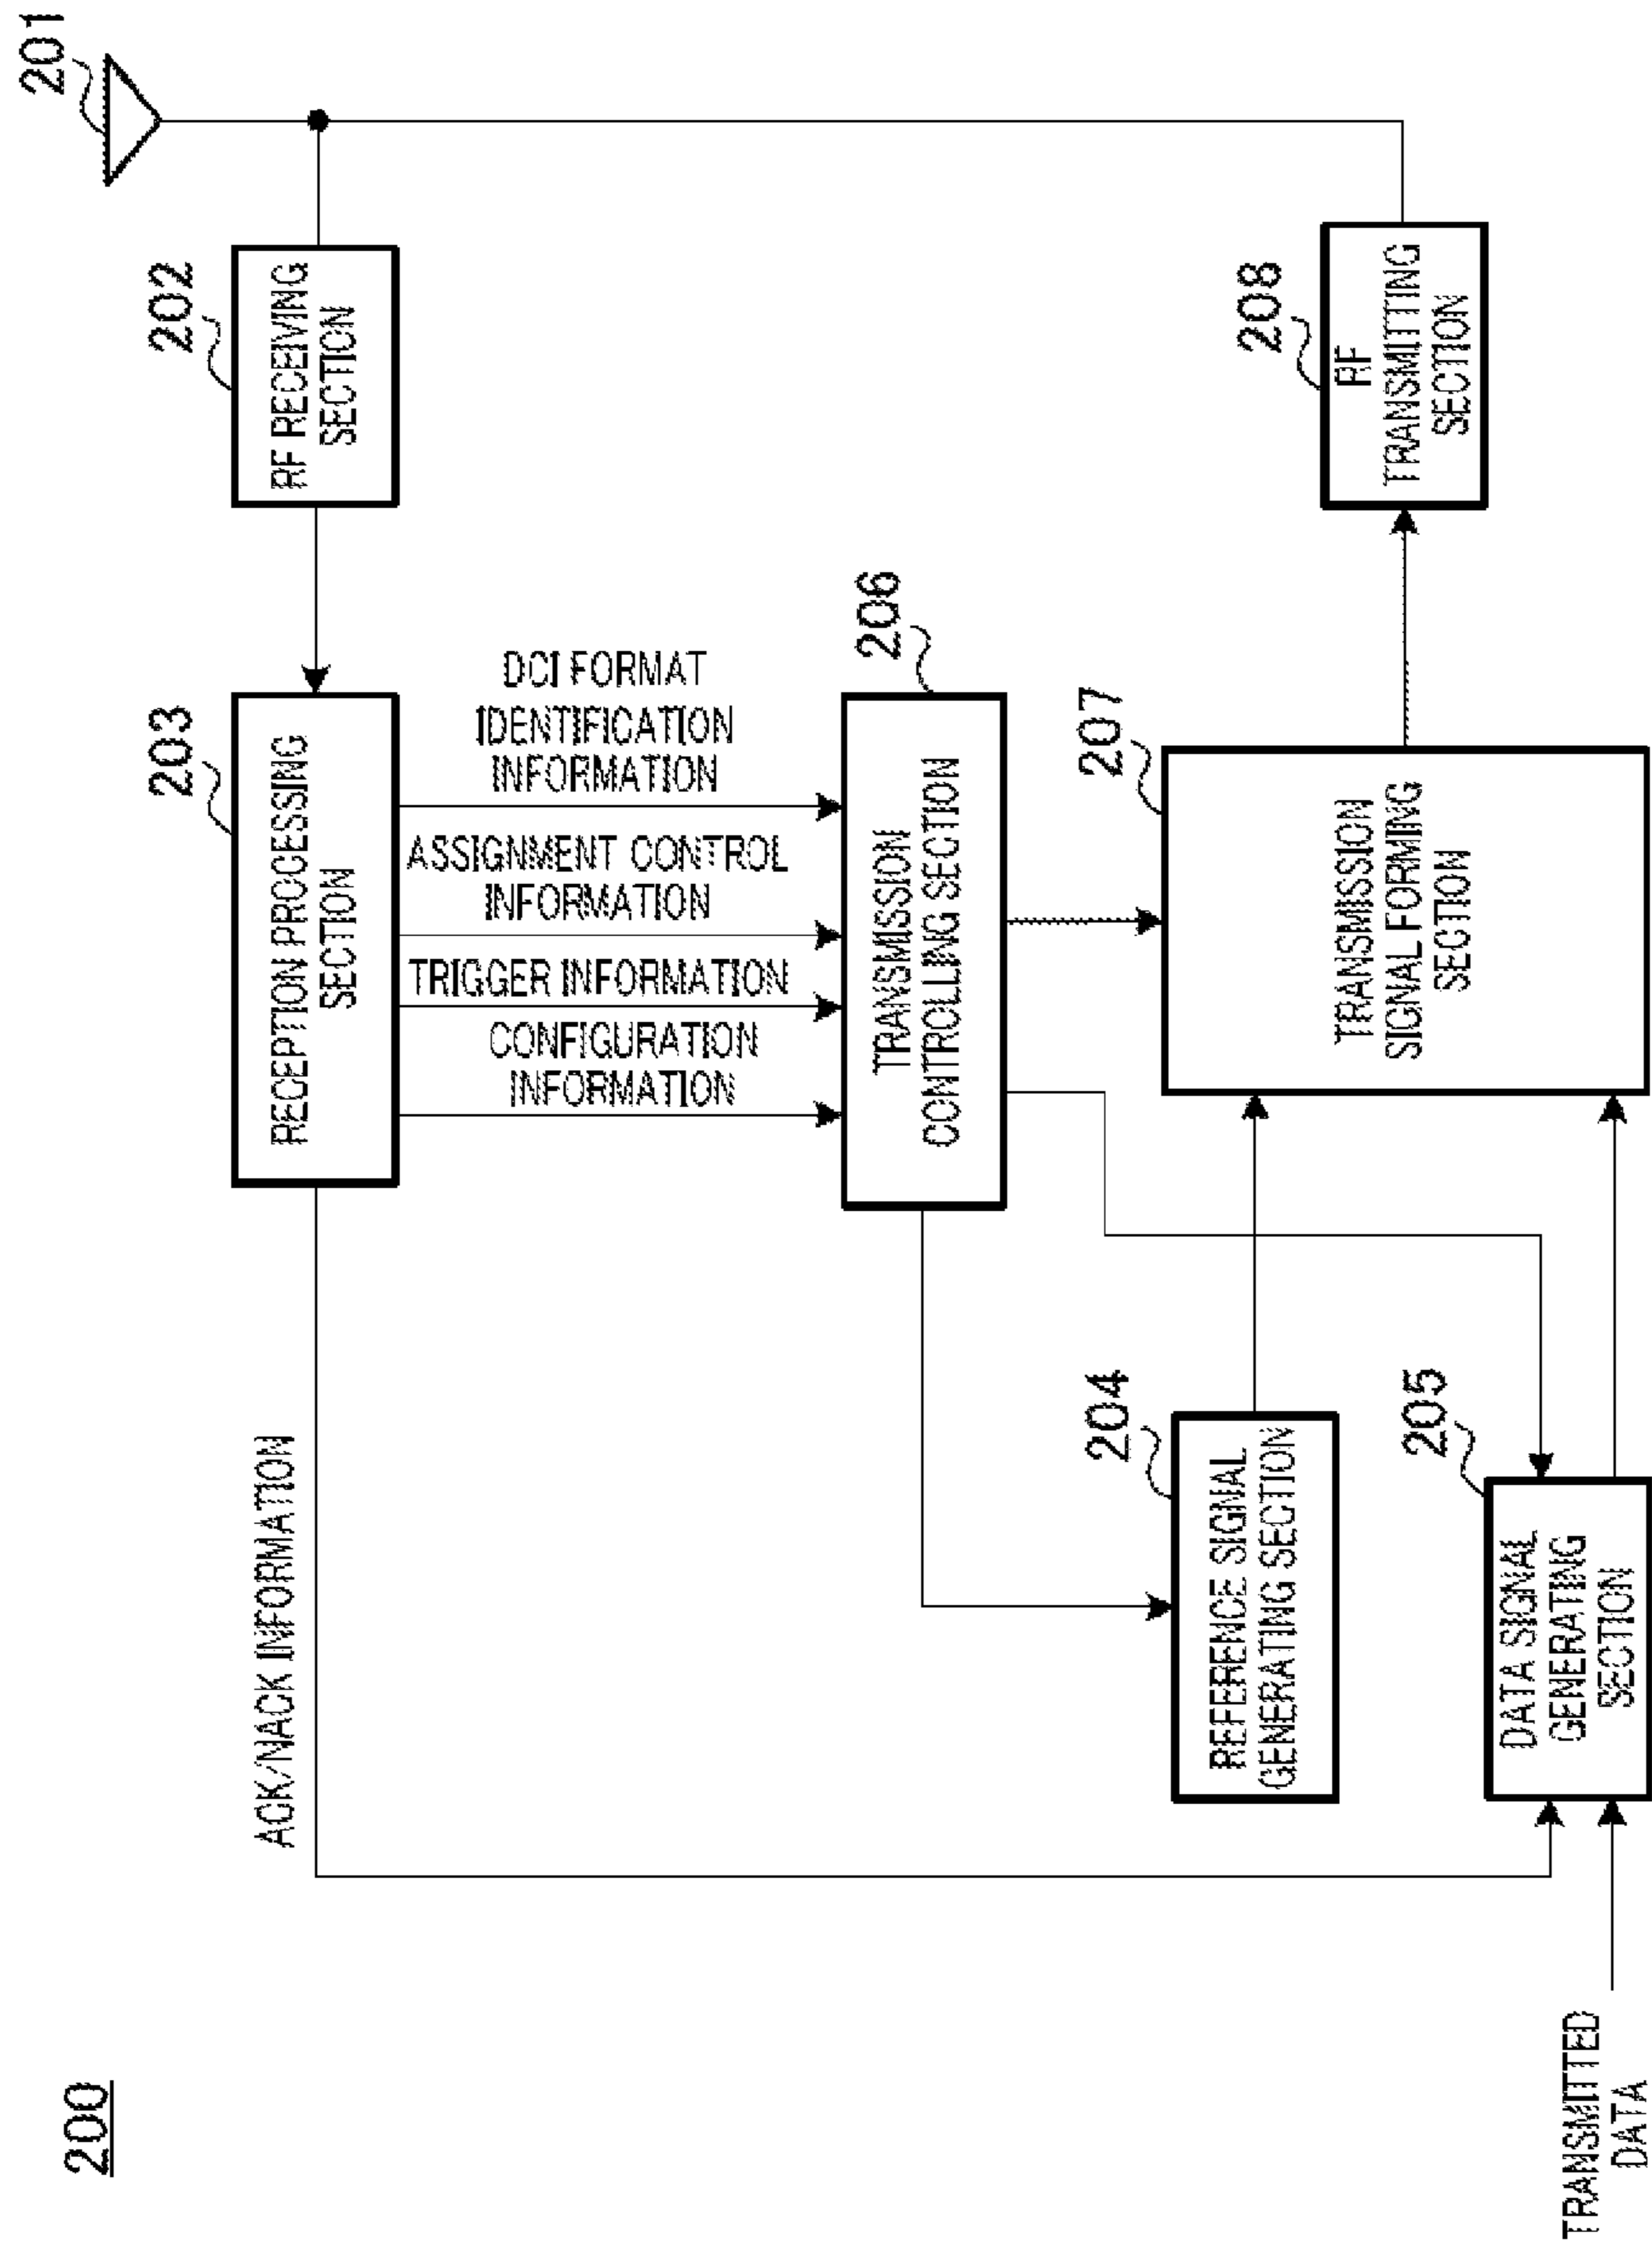 200
201
202
RF RECEIVING
SECTION
203
RECEPTION PROCESSING
SECTION
ACK/NACK INFORMATION
DCI FORMAT
IDENTIFICATION
INFORMATION
ASSIGNMENT CONTROL
INFORMATION
TRIGGER INFORMATION
CONFIGURATION
INFORMATION
206
TRANSMISSION
CONTROLLING SECTION
204
REFERENCE SIGNAL
GENERATING SECTION
207
TRANSMISSION
SIGNAL FORMING
SECTION
208
RF
TRANSMITTING
SECTION
205
DATA SIGNAL
GENERATING
SECTION
TRANSMITTED
DATA